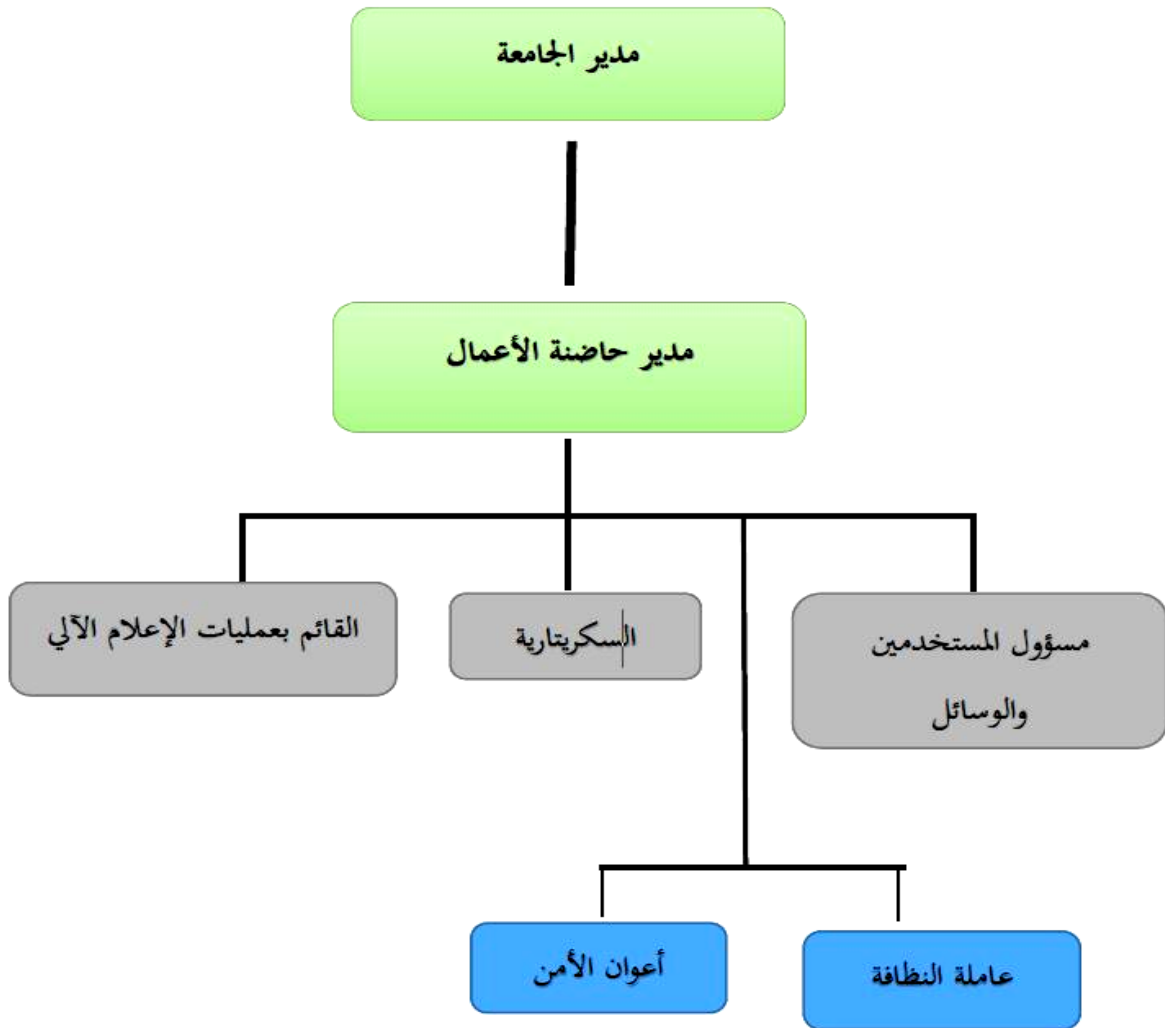 مدير الجامعة
مدير حاضنة الأعمال
مسؤول المستخدمين
والوسائل
السكريتارية
القائم بعمليات الإعلام الآلي
عاملة النظافة
أعوان الأمن